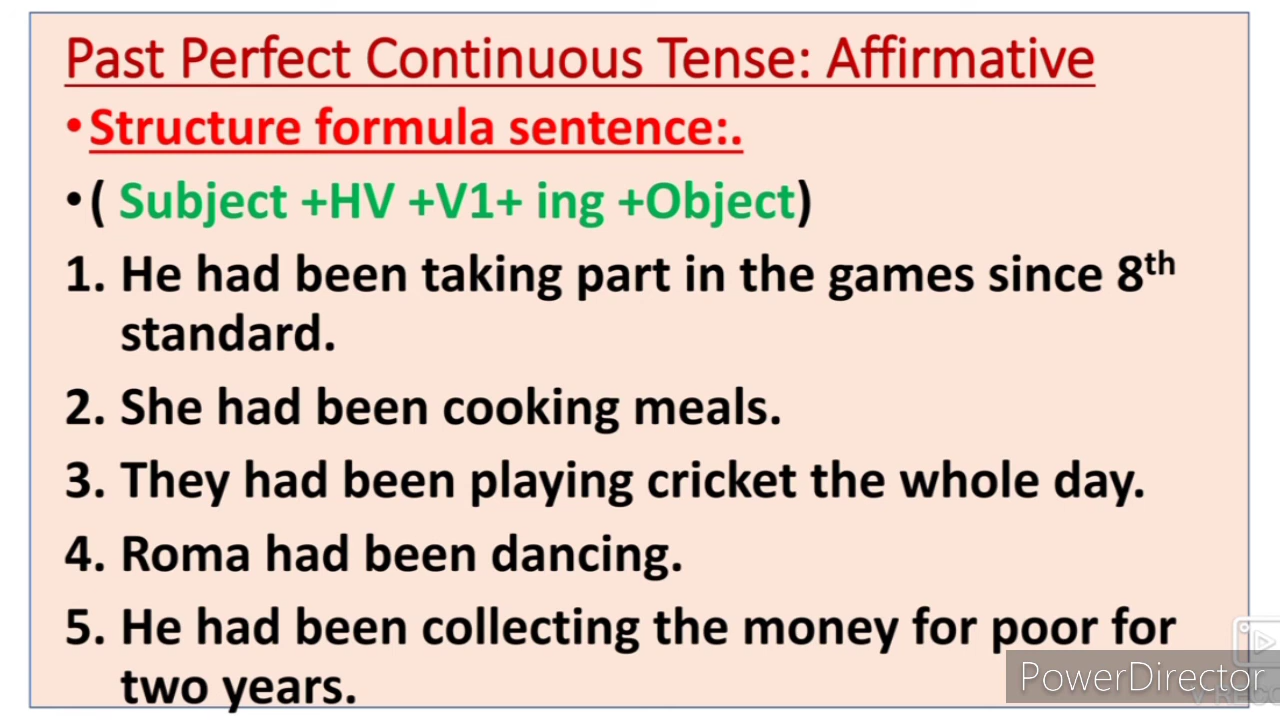 Past Perfect Continuous Tense: Affirmative
•Structure formula sentence:.
•( Subject +HV +V1+ ing +Object)
1. He had been taking part in the games since 8th
standard.
2. She had been cooking meals.
3. They had been playing cricket the whole day.
4. Roma had been dancing.
5. He had been collecting the money for poor for
two years.
PowerDirector